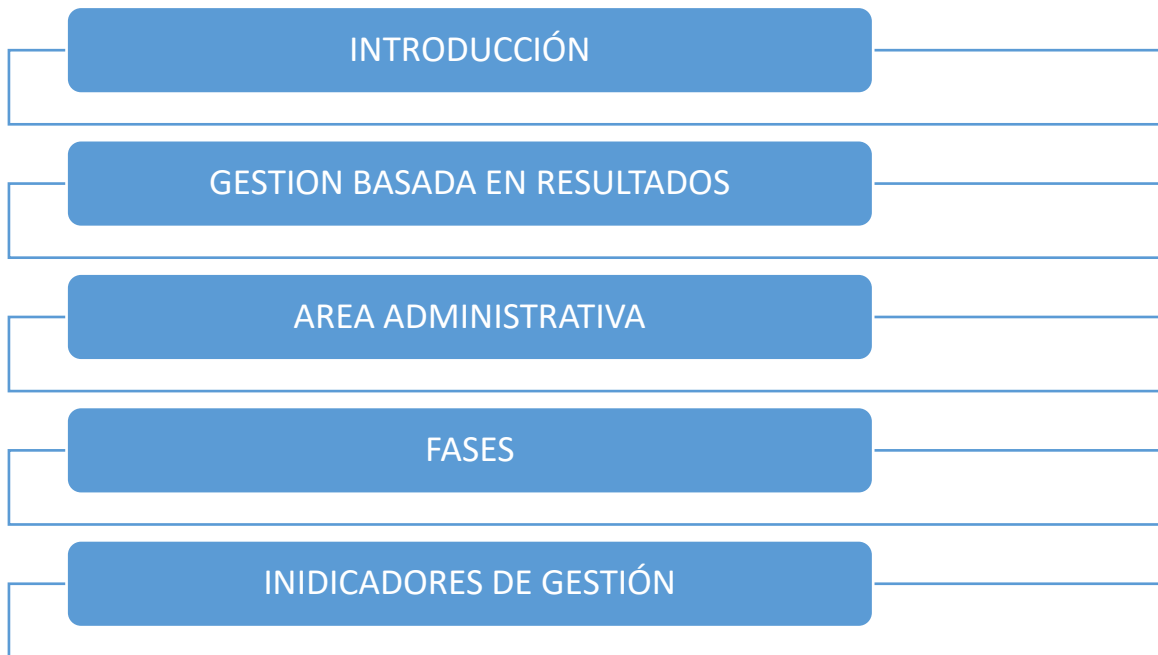 INTRODUCCIÓN
GESTION BASADA EN RESULTADOS
AREA ADMINISTRATIVA
FASES
INIDICADORES DE GESTIÓN